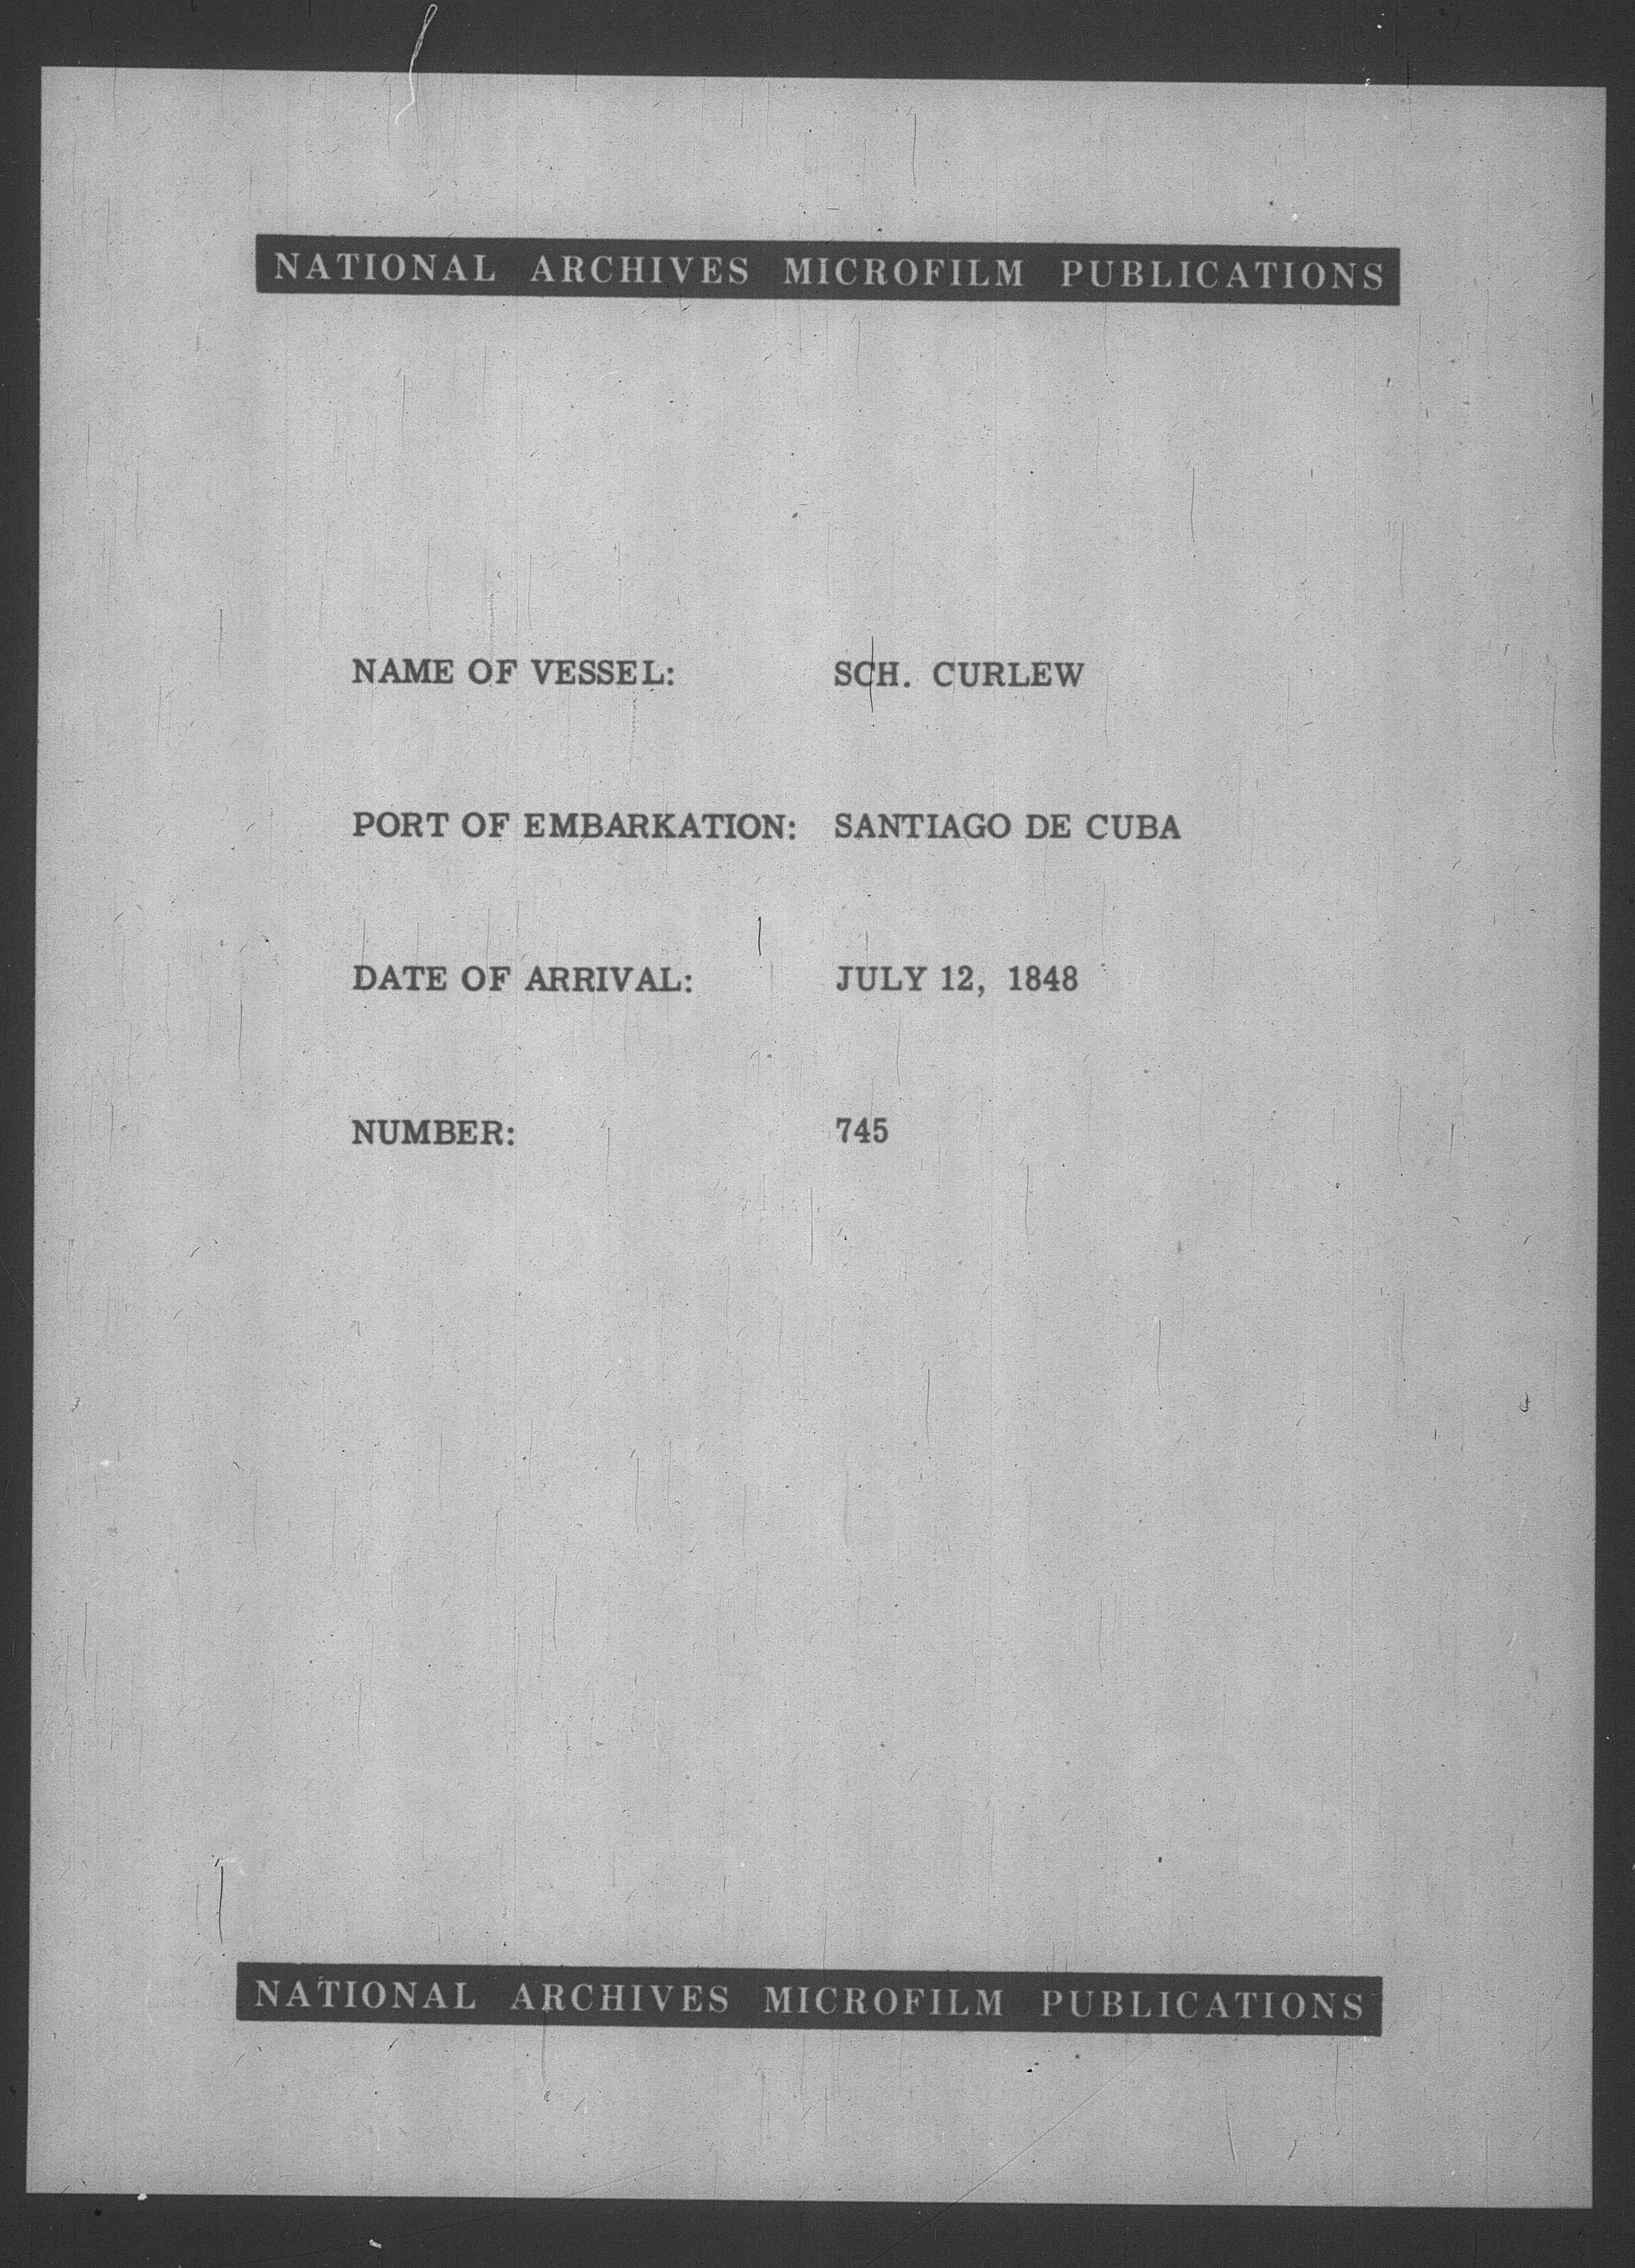 NATIONAL ARCHIVES MICROFILM PUBLICATIONS
NAME OF VESSEL: SCH. CURLEW
PORT OF EMBARKATION: SANTIAGO DE CUBA
DATE OF ARRIVAL: JULY 12, 1848
NUMBER: 745
NATIONAL ARCHIVES MICROFILM PUBLICATIONS